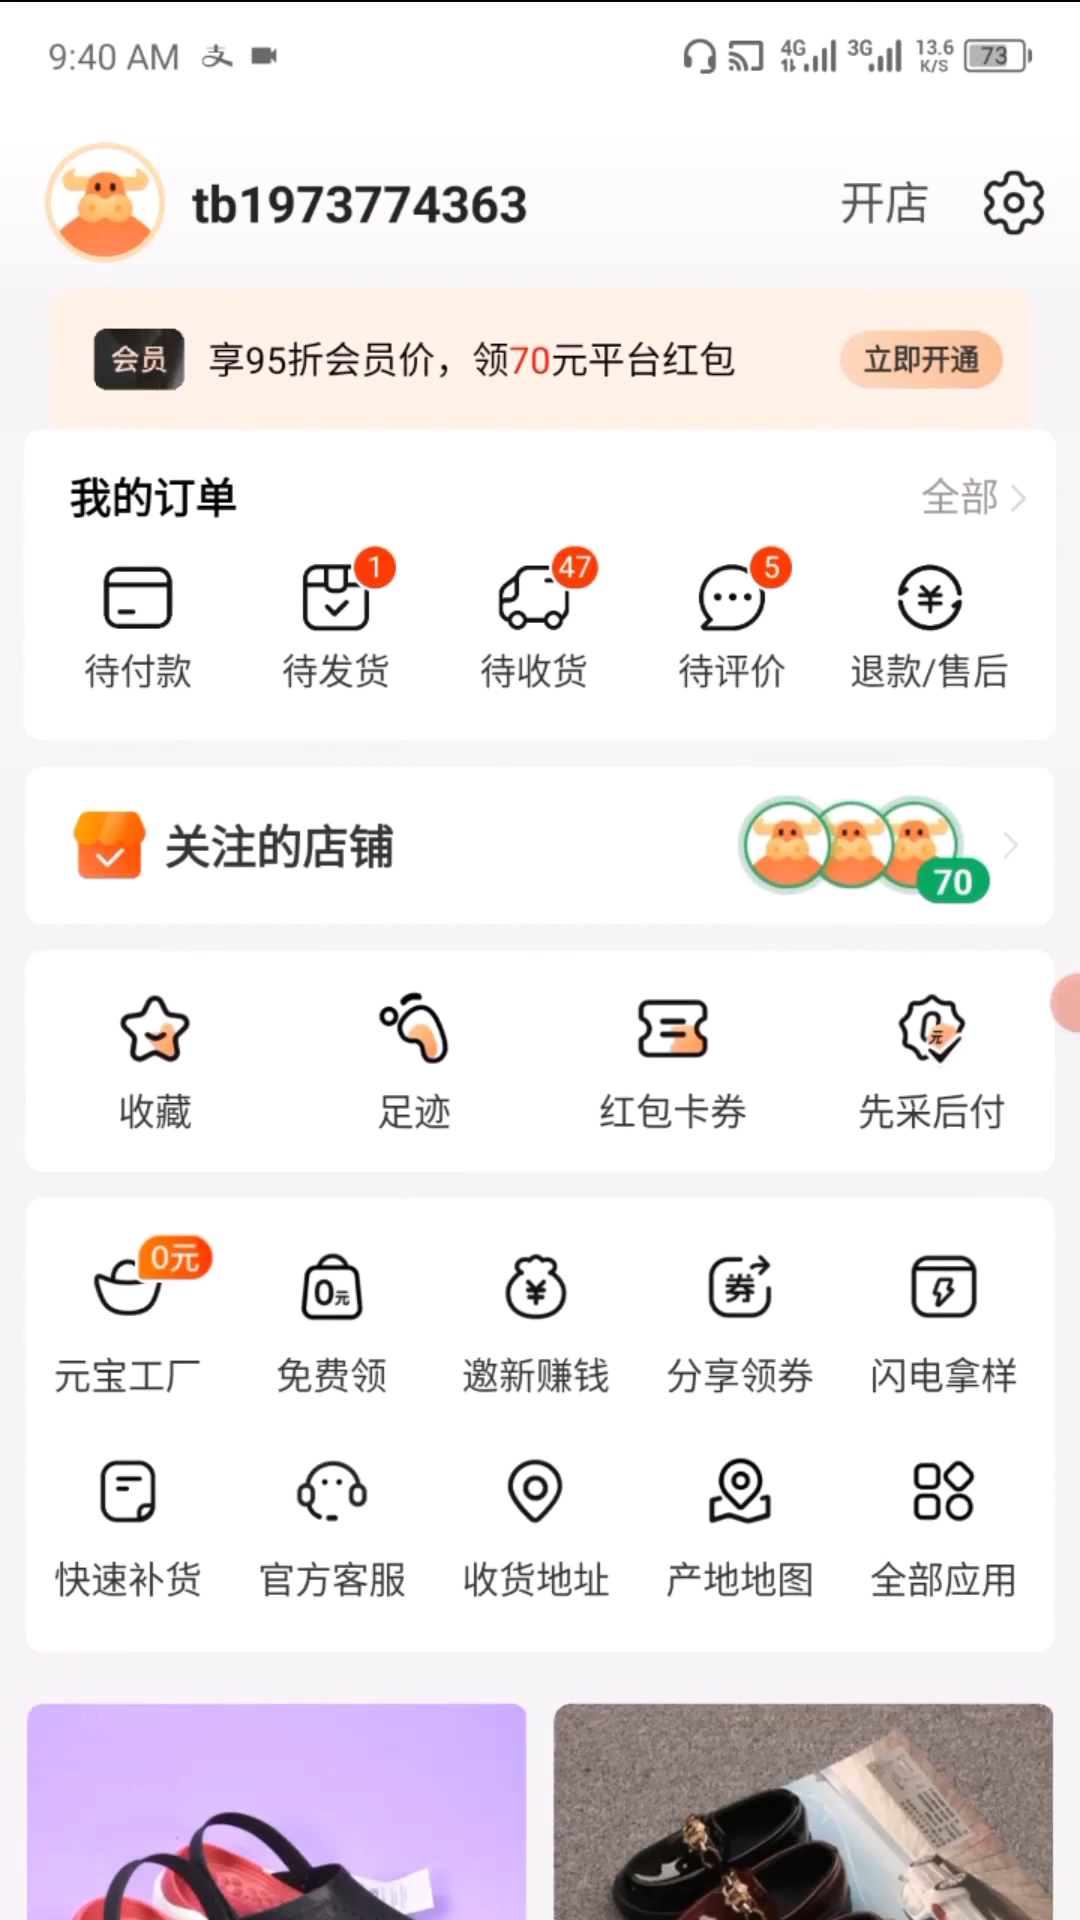 9:40 AM 支 4G 3G 13.6 K/S 73
tb1973774363 开店
会员 享95折会员价，领70元平台红包 立即开通
我的订单 全部
1 47 5
待付款 待发货 待收货 待评价 退款/售后
关注的店铺 70
元
收藏 足迹 红包卡券 先采后付
0元 0元 券
元宝工厂 免费领 邀新赚钱 分享领券 闪电拿样
快速补货 官方客服 收货地址 产地地图 全部应用